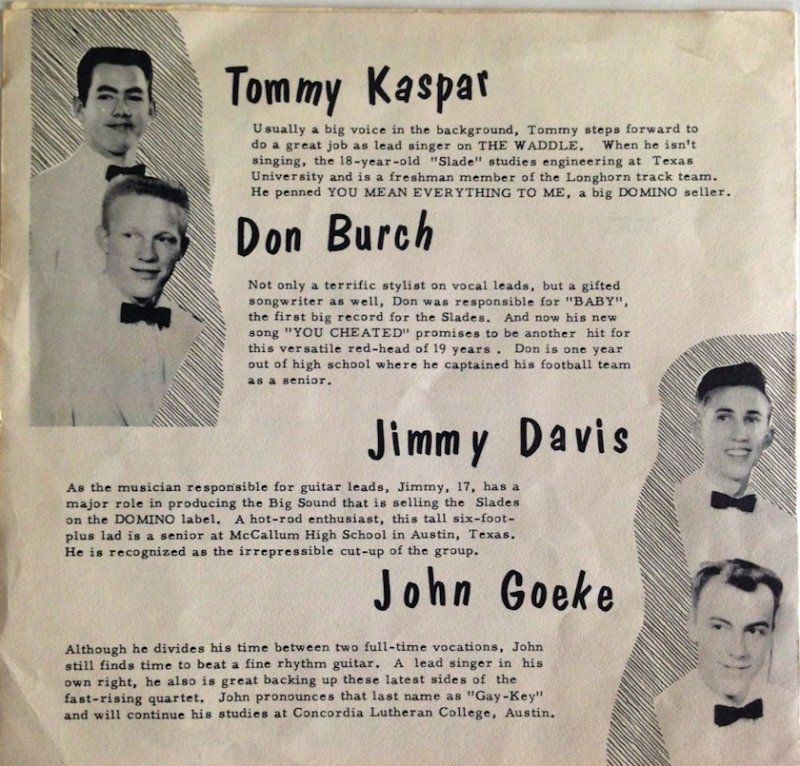 Tommy Kaspar
Usually a big voice in the background, Tommy steps forward to
do a great job as lead singer on THE WADDLE. When he isn't
singing, the 18-year-old "Slade" studies engineering at Texas
University and is a freshman member of the Longhorn track team.
He penned YOU MEAN EVERYTHING TO ME, a big DOMINO seller.
Don Burch
Not only a terrific stylist on vocal leads, but a gifted
songwriter as well, Don was responsible for "BABY",
the first big record for the Slades. And now his new
song "YOU CHEATED" promises to be another hit for
this versatile red-head of 19 years . Don is one year
out of high school where he captained his football team
as a senior.
Jimmy Davis
As the musician responsible for guitar leads, Jimmy, 17, has a
major role in producing the Big Sound that is selling the Slades
on the DOMINO label. A hot-rod enthusiast, this tall six-foot-
plus lad is a senior at McCallum High School in Austin, Texas.
He is recognized as the irrepressible cut-up of the group.
John Goeke
Although he divides his time between two full-time vocations, John
still finds time to beat a fine rhythm guitar. A lead singer in his
own right, he also is great backing up these latest sides of the
fast-rising quartet. John pronounces that last name as "Gay-Key"
and will continue his studies at Concordia Lutheran College, Austin.